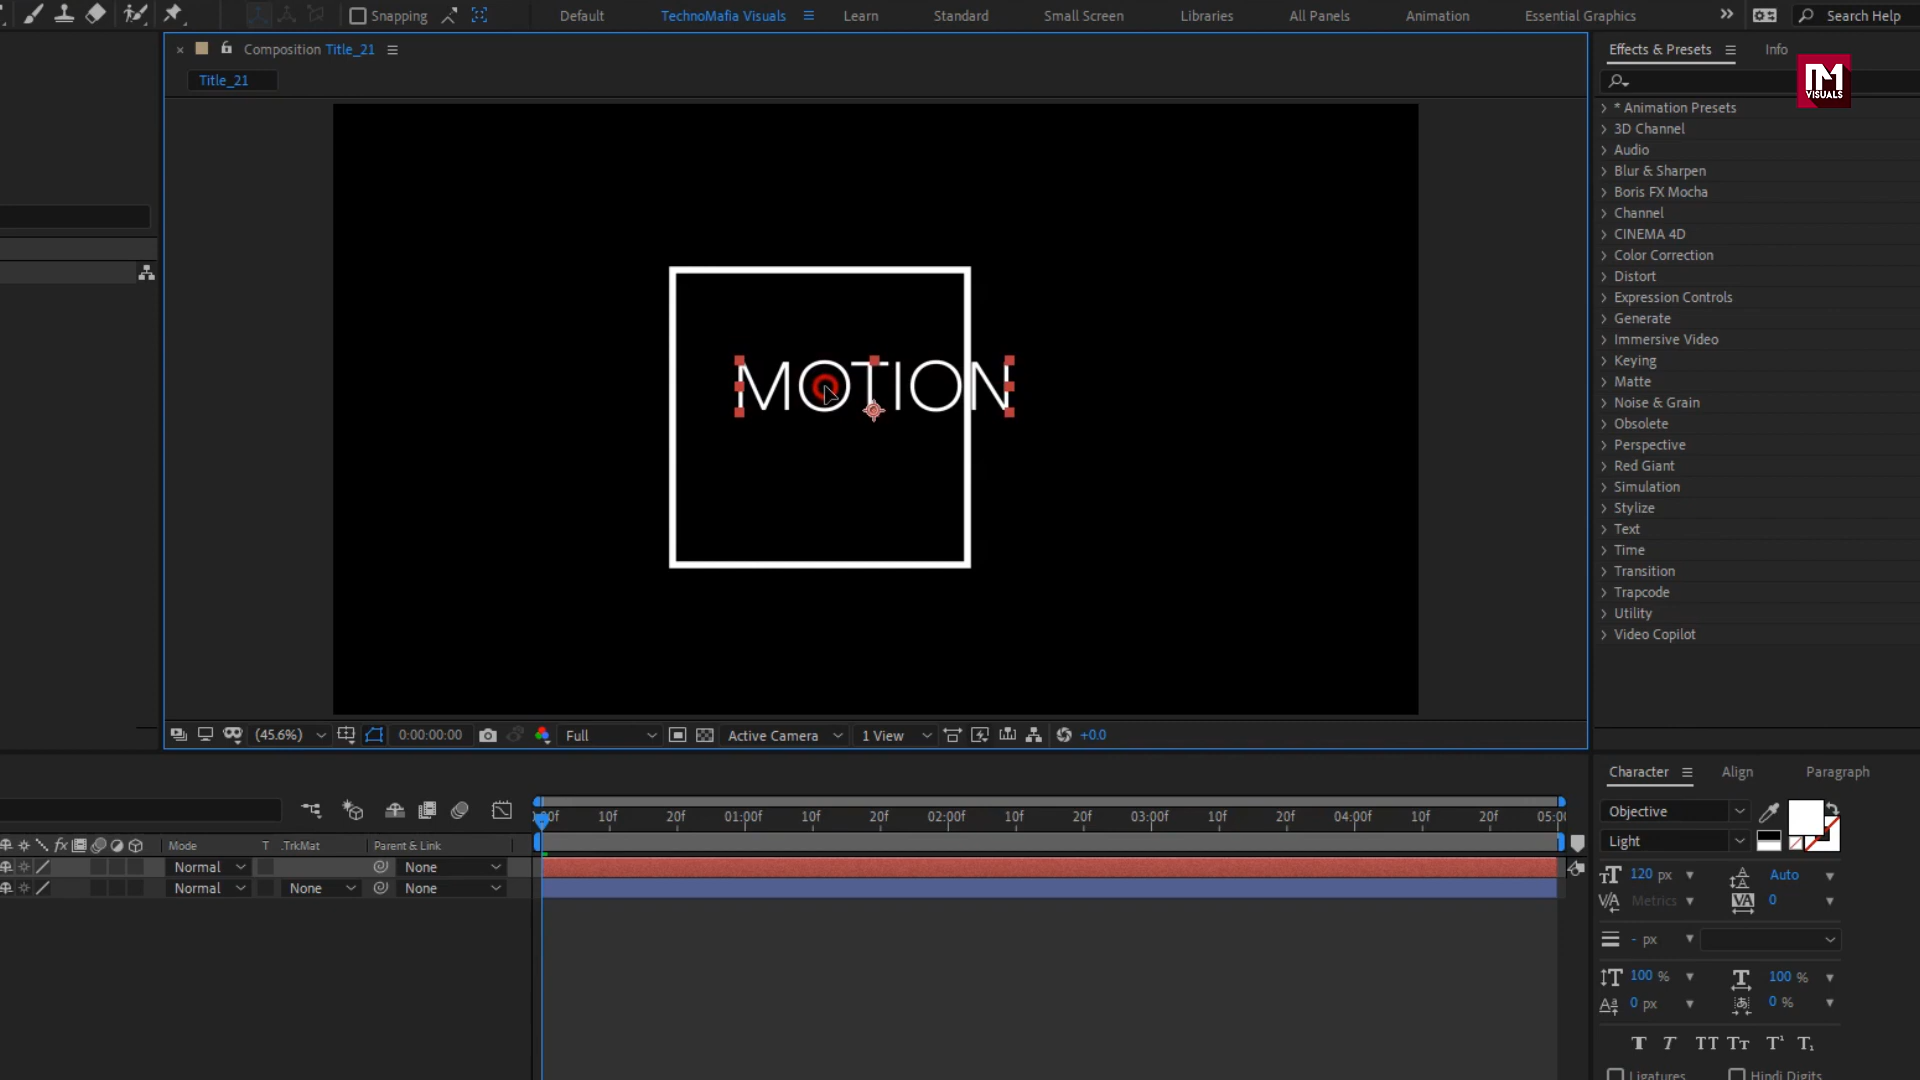 Snapping
Default
TechnoMafia Visuals
Learn
Standard
Small Screen
Libraries
All Panels
Animation
Essential Graphics
Search Help
Composition Title_21
Title_21
Effects & Presets
Info
VISUALS
* Animation Presets
3D Channel
Audio
Blur & Sharpen
Boris FX Mocha
Channel
CINEMA 4D
Color Correction
Distort
Expression Controls
Generate
Immersive Video
Keying
Matte
Noise & Grain
Obsolete
Perspective
Red Giant
Simulation
Stylize
Text
Time
Transition
Trapcode
Utility
Video Copilot
MOTION
(45.6%)
0:00:00:00
Full
Active Camera
1 View
+0.0
10f 20f 01:00f 10f 20f 02:00f 10f 20f 03:00f 10f 20f 04:00f 10f 20f
fx Mode T .TrkMat Parent & Link
Normal None
Normal None None
Character
Align
Paragraph
Objective
Light
120 px Auto
Metrics 0
- px
100 % 100 %
0 px 0 %
T T TT Tt T¹ T₁
Ligatures Hindi Digits